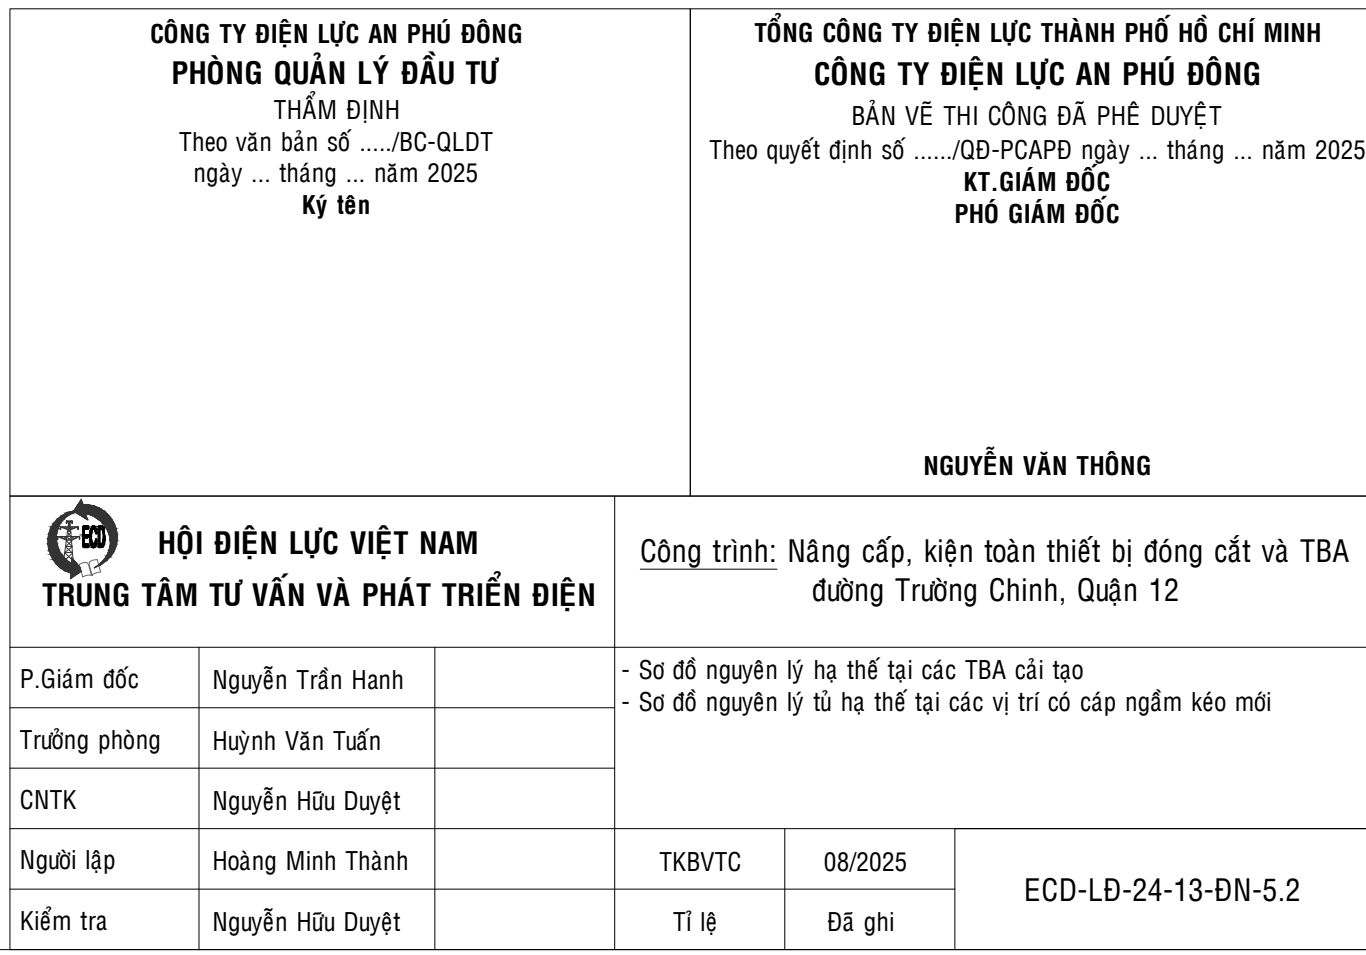 CÔNG TY ĐIỆN LỰC AN PHÚ ĐÔNG
PHÒNG QUẢN LÝ ĐẦU TƯ
THẨM ĐỊNH
Theo văn bản số ...../BC-QLDT
ngày ... tháng ... năm 2025
Ký tên
TỔNG CÔNG TY ĐIỆN LỰC THÀNH PHỐ HỒ CHÍ MINH
CÔNG TY ĐIỆN LỰC AN PHÚ ĐÔNG
BẢN VẼ THI CÔNG ĐÃ PHÊ DUYỆT
Theo quyết định số ....../QĐ-PCAPĐ ngày ... tháng ... năm 2025
KT.GIÁM ĐỐC
PHÓ GIÁM ĐỐC
NGUYỄN VĂN THÔNG
ECD
HỘI ĐIỆN LỰC VIỆT NAM
TRUNG TÂM TƯ VẤN VÀ PHÁT TRIỂN ĐIỆN
Công trình: Nâng cấp, kiện toàn thiết bị đóng cắt và TBA
đường Trường Chinh, Quận 12
P.Giám đốc Nguyễn Trần Hanh
Trưởng phòng Huỳnh Văn Tuấn
CNTK Nguyễn Hữu Duyệt
Người lập Hoàng Minh Thành
Kiểm tra Nguyễn Hữu Duyệt
- Sơ đồ nguyên lý hạ thế tại các TBA cải tạo
- Sơ đồ nguyên lý tủ hạ thế tại các vị trí có cáp ngầm kéo mới
TKBVTC 08/2025
Tỉ lệ Đã ghi
ECD-LĐ-24-13-ĐN-5.2